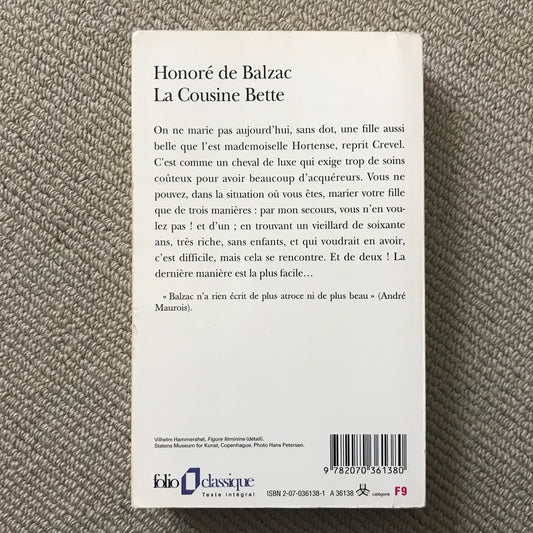 Honoré de Balzac
La Cousine Bette
On ne marie pas aujourd'hui, sans dot, une fille aussi
belle que l'est mademoiselle Hortense, reprit Crevel.
C'est comme un cheval de luxe qui exige trop de soins
coûteux pour avoir beaucoup d'acquéreurs. Vous ne
pouvez, dans la situation où vous êtes, marier votre fille
que de trois manières : par mon secours, vous n'en vou-
lez pas ! et d'un ; en trouvant un vieillard de soixante
ans, très riche, sans enfants, et qui voudrait en avoir,
c'est difficile, mais cela se rencontre. Et de deux ! La
dernière manière est la plus facile…
« Balzac n'a rien écrit de plus atroce ni de plus beau » (André
Maurois).
Vilhelm Hammershøi, Figure féminine (détail).
Statens Museum for Kunst, Copenhague. Photo Hans Petersen.
9 782070 361380
folio classique
Texte intégral
ISBN 2-07-036138-1 A 36138 catégorie F9